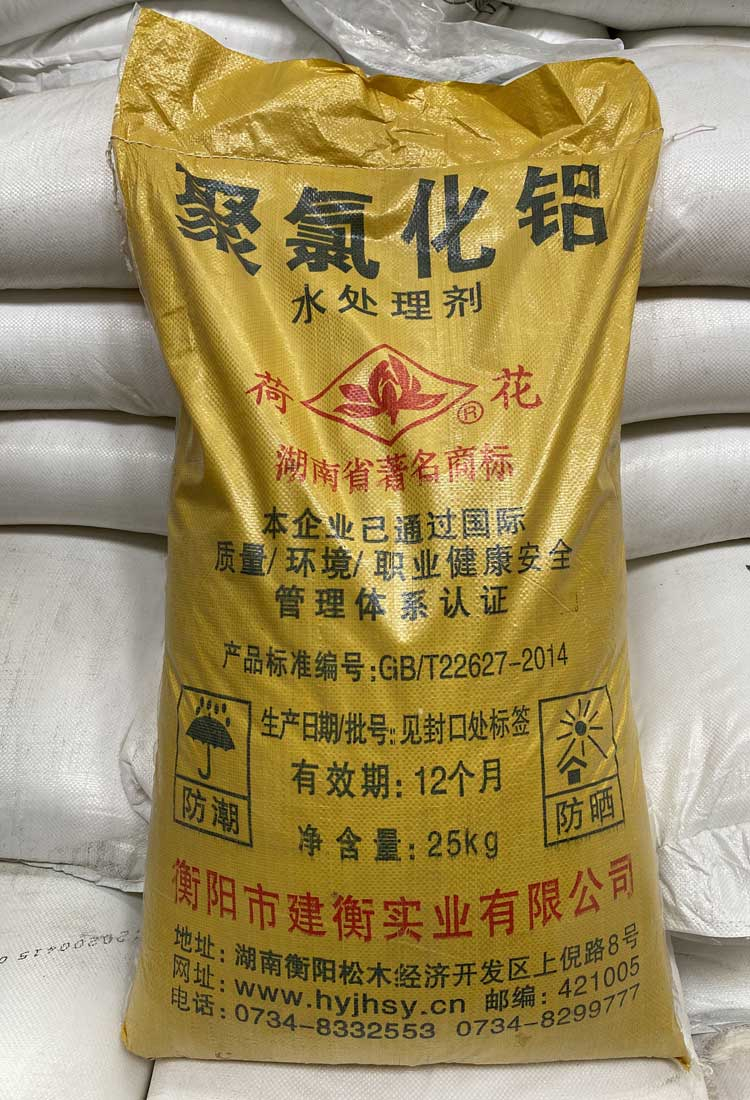 聚氯化铝
水处理剂
荷 ® 花
湖南省著名商标
本企业已通过国际
质量/环境/职业健康安全
管理体系认证
产品标准编号:GB/T22627-2014
生产日期/批号:见封口处标签
有效期:12个月
净含量:25kg
防潮
防晒
衡阳市建衡实业有限公司
地址:湖南衡阳松木经济开发区上倪路8号
网址:www.hyjhsy.cn 邮编:421005
电话:0734-8332553 0734-8299777